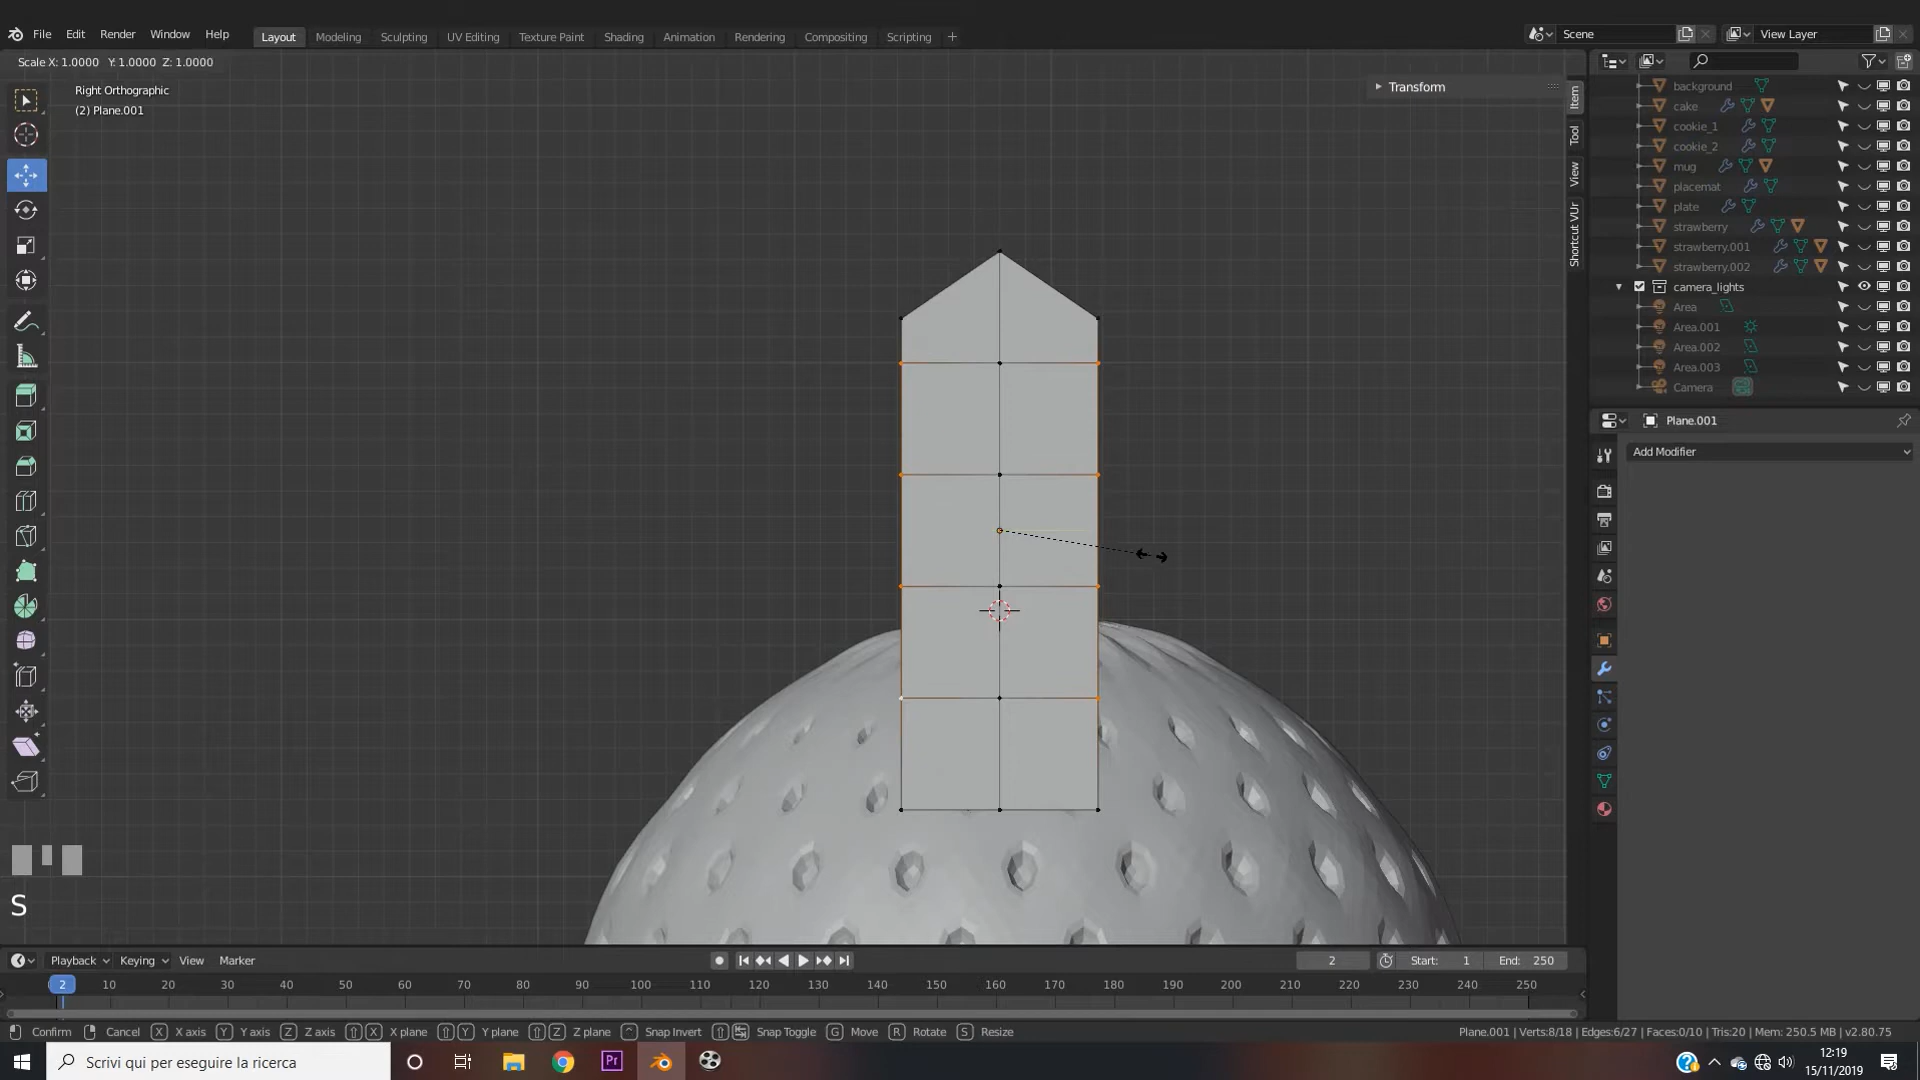 File Edit Render Window Help Layout Modeling Sculpting UV Editing Texture Paint Shading Animation Rendering Compositing Scripting + Scene View Layer
Scale X: 1.0000 Y: 1.0000 Z: 1.0000
Right Orthographic
(2) Plane.001
Transform
Item
Tool
View
Shortcut VUr
background
cake
cookie_1
cookie_2
mug
placemat
plate
strawberry
strawberry.001
strawberry.002
camera_lights
Area
Area.001
Area.002
Area.003
Camera
Plane.001
Add Modifier
S
Playback Keying View Marker 2 Start: 1 End: 250
2 10 20 30 40 50 60 70 80 90 100 110 120 130 140 150 160 170 180 190 200 210 220 230 240 250
Confirm Cancel X X axis Y Y axis Z Z axis X X plane Y Y plane Z Z plane ^ Snap Invert Snap Toggle G Move R Rotate S Resize Plane.001 | Verts:8/18 | Edges:6/27 | Faces:0/10 | Tris:20 | Mem: 250.5 MB | v2.80.75
Scrivi qui per eseguire la ricerca
Pr
12:19
15/11/2019